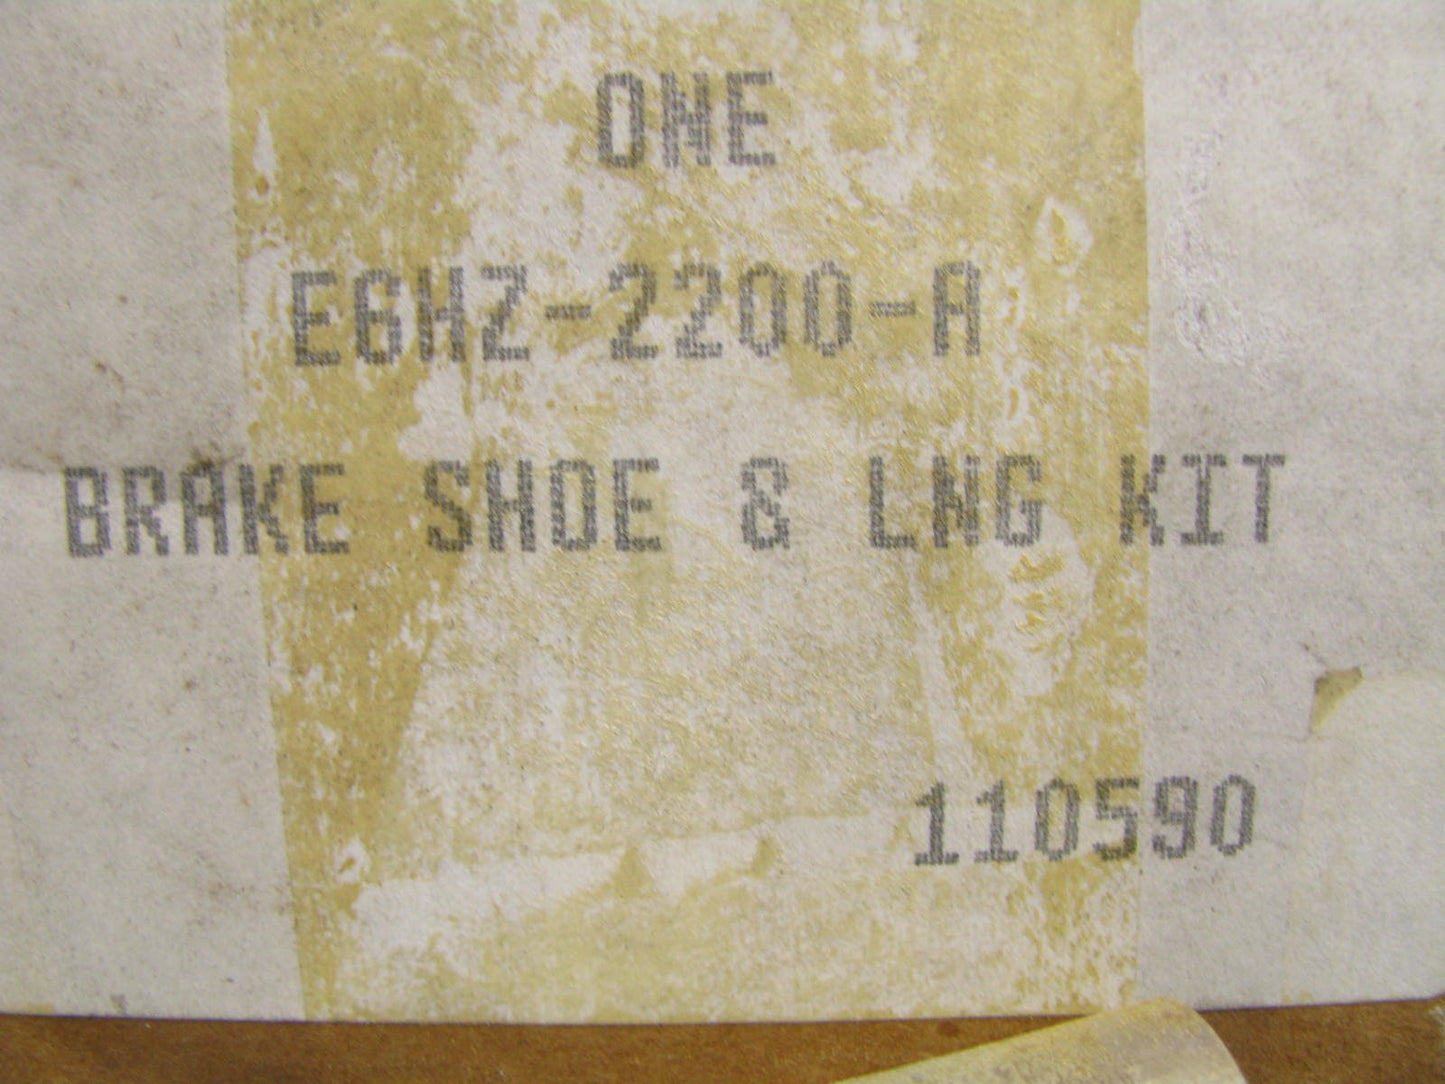 ONE
E6HZ-2200-A
BRAKE SHOE & LNG KIT
110590